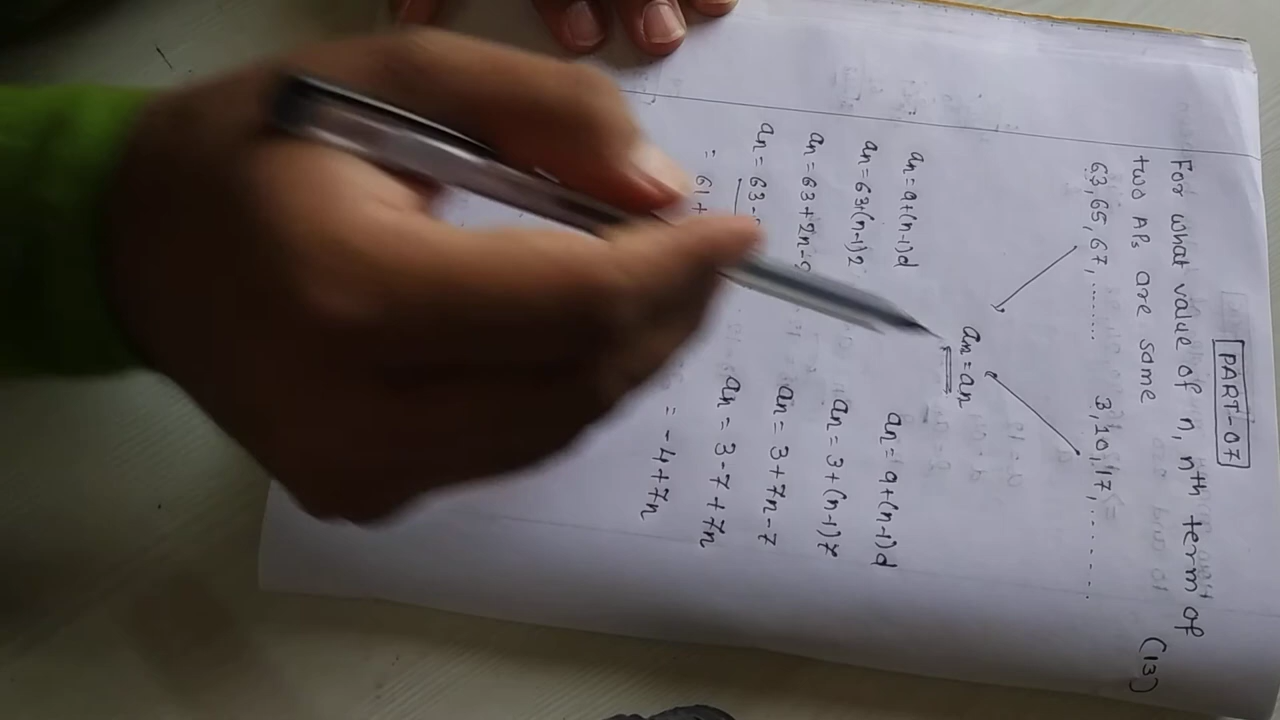 PART-07
For what value of n, nth term of
two APs are same (13)
63, 65, 67, ........ 3, 10, 17, .......
an = an
an = a+(n-1)d
an = 63+(n-1)2
an = 63+2n-
an = 63-
= 61+
an = a+(n-1)d
an = 3+(n-1)7
an = 3+7n-7
an = 3-7+7n
= -4+7n